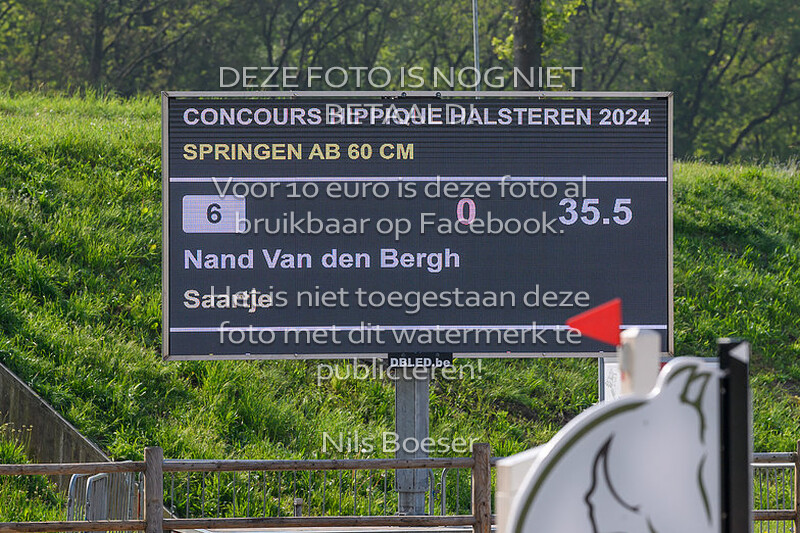 DEZE FOTO IS NOG NIET
BETAALD!
CONCOURS HIPPIQUE HALSTEREN 2024
SPRINGEN AB 60 CM
Voor 10 euro is deze foto al
6 0 35.5
bruikbaar op Facebook.
Nand Van den Bergh
Saartje
Het is niet toegestaan deze
foto met dit watermerkte
DBLED.be
publiceren!
Nils Boeser